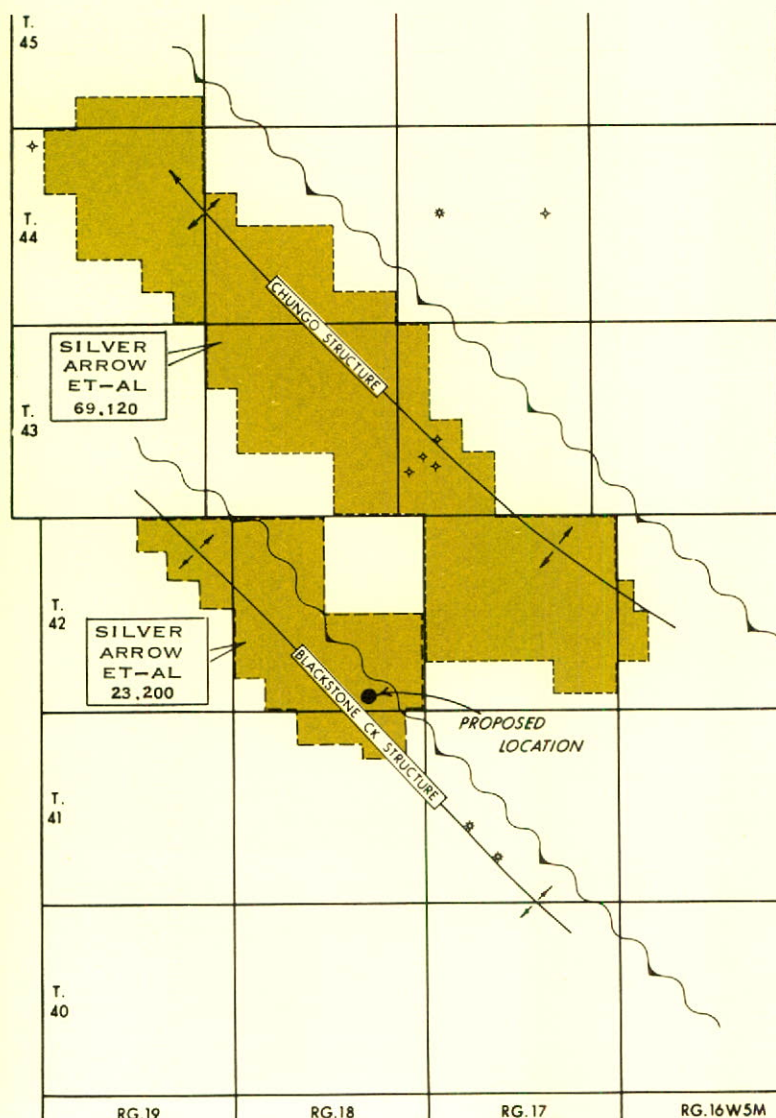 T.
45
T.
44
CHUNGO STRUCTURE
SILVER
ARROW
ET-AL
69,120
T.
43
T.
42
SILVER
ARROW
ET-AL
23,200
BLACKSTONE CK STRUCTURE
PROPOSED
LOCATION
T.
41
T.
40
RG.19 RG.18 RG.17 RG.16W5M